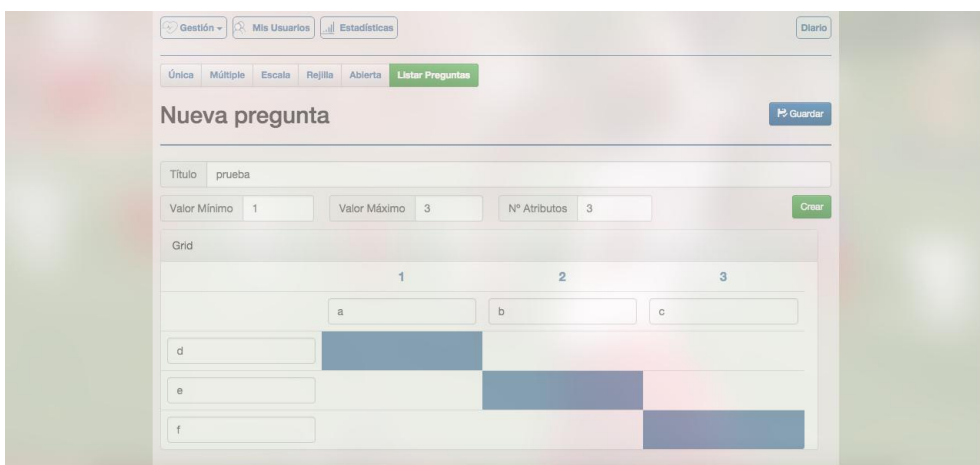 Gestión Mis Usuarios Estadísticas Diario
Única Múltiple Escala Rejilla Abierta Listar Preguntas
Nueva pregunta Guardar
Título prueba
Valor Mínimo 1 Valor Máximo 3 Nº Atributos 3 Crear
Grid
1 2 3
a b c
d
e
f